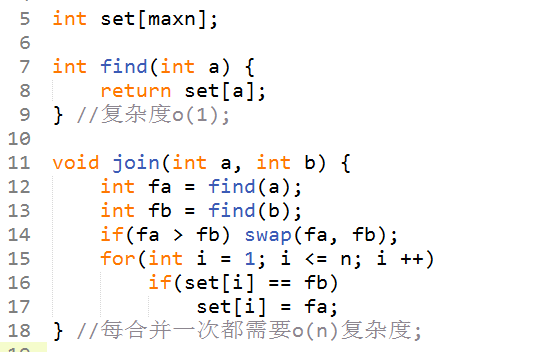 5 int set[maxn];
6
7 int find(int a) {
8     return set[a];
9 } //复杂度o(1);
10
11 void join(int a, int b) {
12     int fa = find(a);
13     int fb = find(b);
14     if(fa > fb) swap(fa, fb);
15     for(int i = 1; i <= n; i ++)
16         if(set[i] == fb)
17             set[i] = fa;
18 } //每合并一次都需要o(n)复杂度;